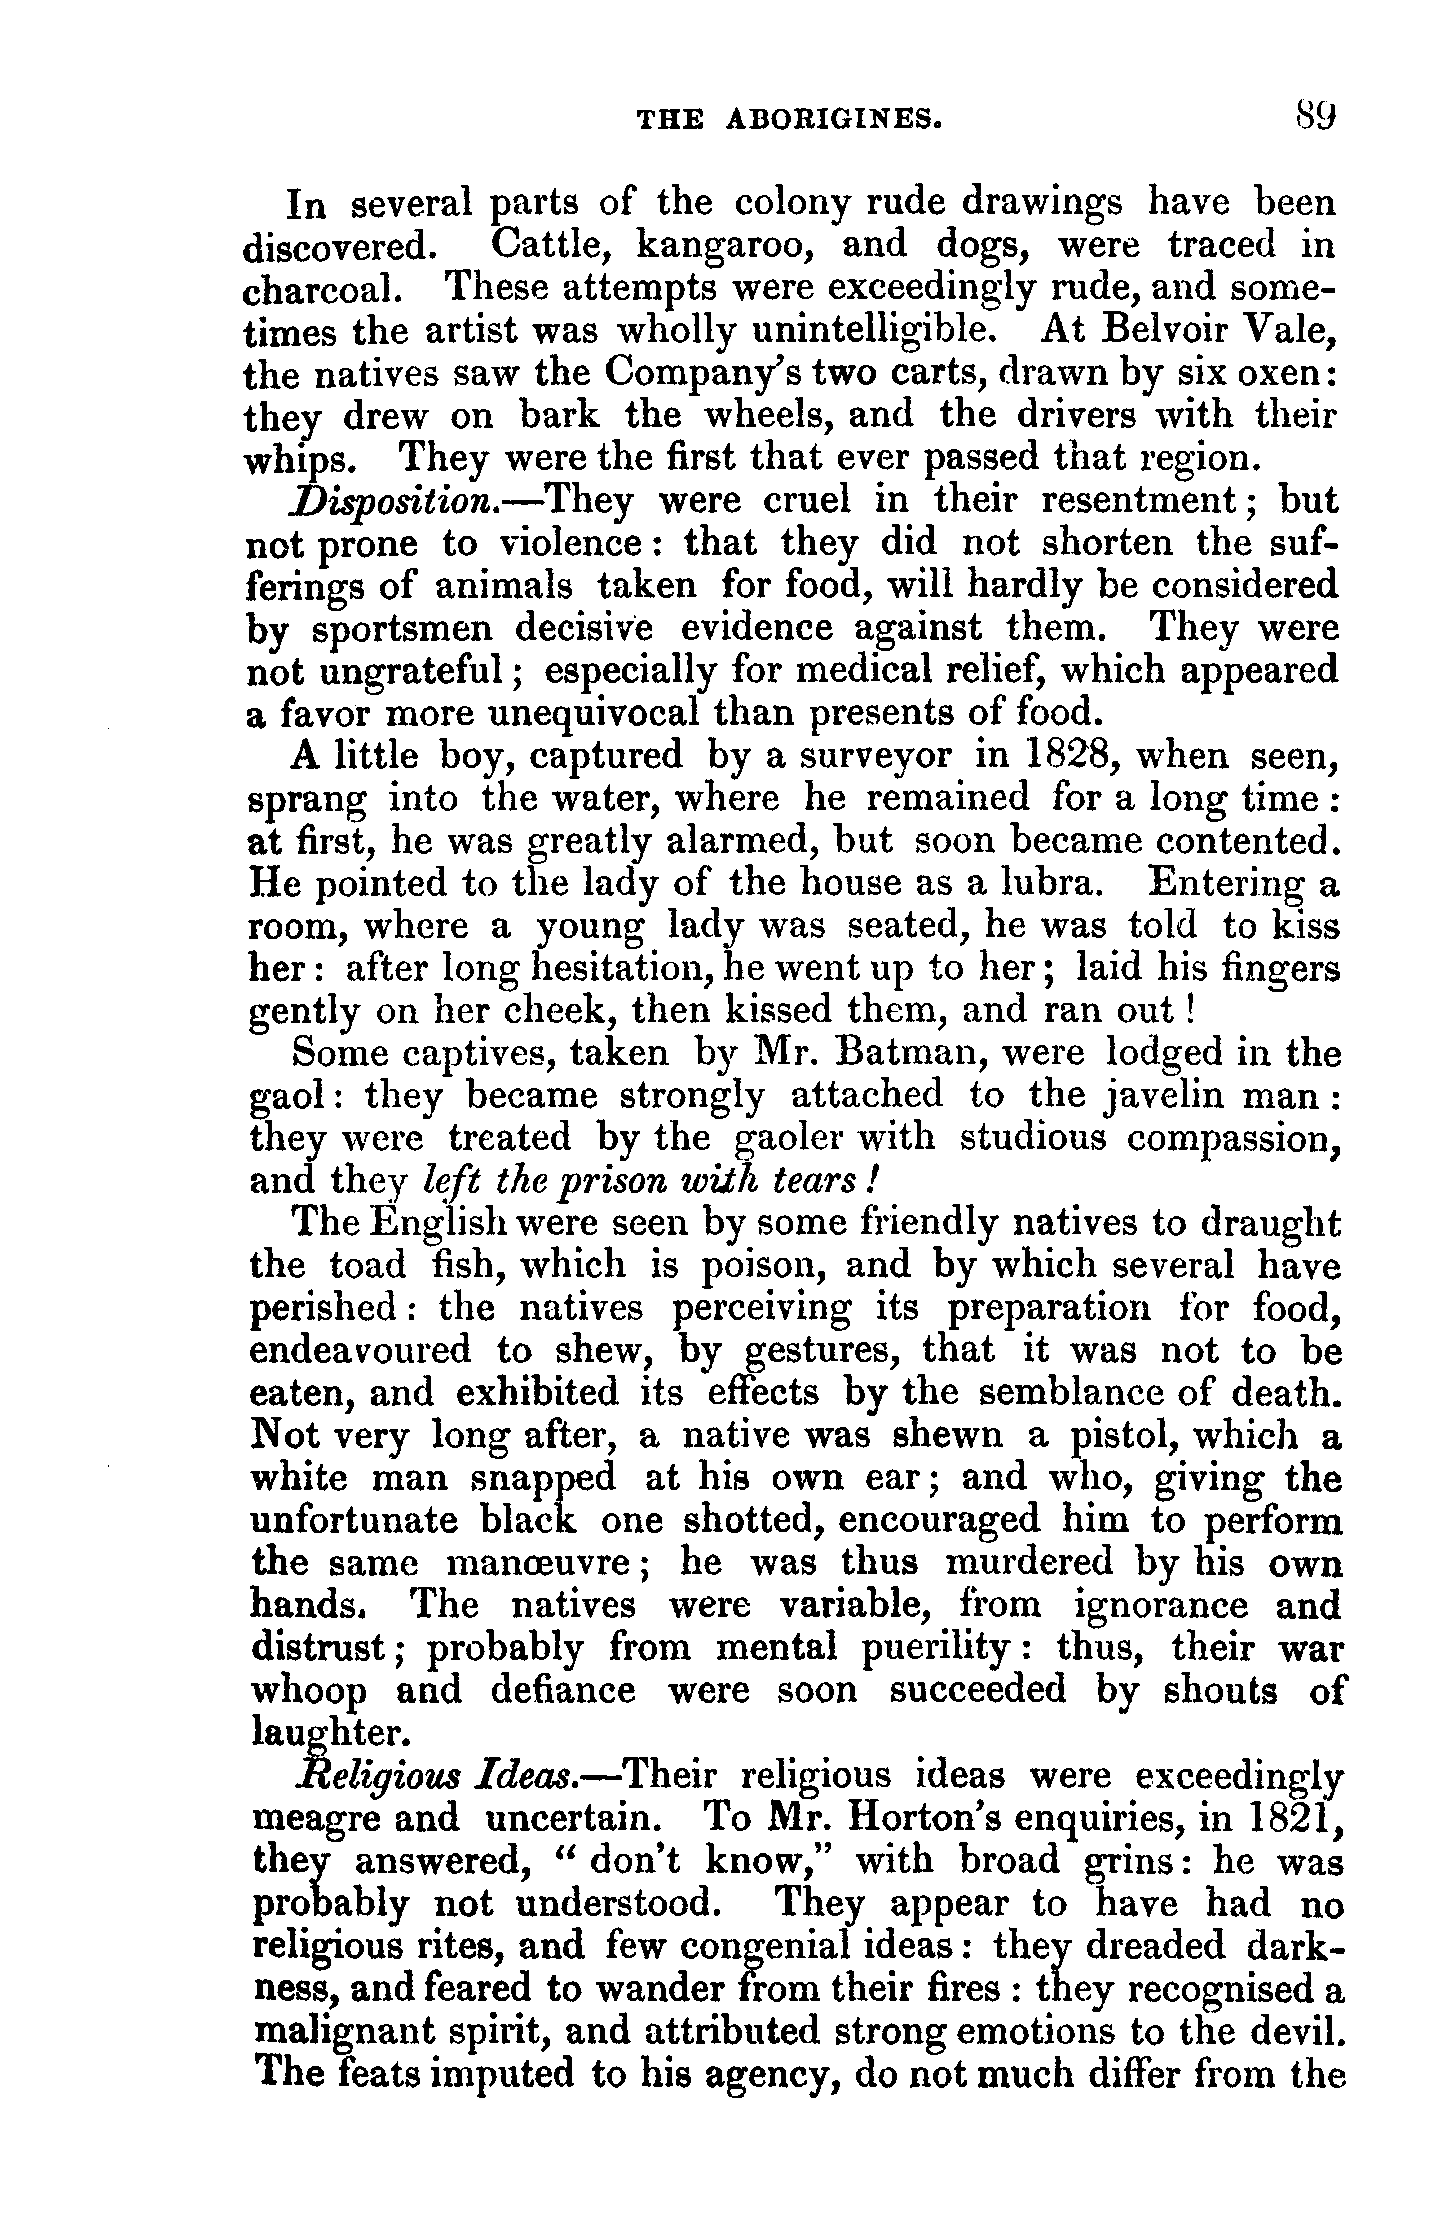 THE ABORIGINES. 89
In several parts of the colony rude drawings have been
discovered. Cattle, kangaroo, and dogs, were traced in
charcoal. These attempts were exceedingly rude, and some-
times the artist was wholly unintelligible. At Belvoir Vale,
the natives saw the Company's two carts, drawn by six oxen:
they drew on bark the wheels, and the drivers with their
whips. They were the first that ever passed that region.
Disposition.—They were cruel in their resentment; but
not prone to violence: that they did not shorten the suf-
ferings of animals taken for food, will hardly be considered
by sportsmen decisive evidence against them. They were
not ungrateful; especially for medical relief, which appeared
a favor more unequivocal than presents of food.
A little boy, captured by a surveyor in 1828, when seen,
sprang into the water, where he remained for a long time:
at first, he was greatly alarmed, but soon became contented.
He pointed to the lady of the house as a lubra. Entering a
room, where a young lady was seated, he was told to kiss
her: after long hesitation, he went up to her; laid his fingers
gently on her cheek, then kissed them, and ran out!
Some captives, taken by Mr. Batman, were lodged in the
gaol: they became strongly attached to the javelin man:
they were treated by the gaoler with studious compassion,
and they left the prison with tears!
The English were seen by some friendly natives to draught
the toad fish, which is poison, and by which several have
perished: the natives perceiving its preparation for food,
endeavoured to shew, by gestures, that it was not to be
eaten, and exhibited its effects by the semblance of death.
Not very long after, a native was shewn a pistol, which a
white man snapped at his own ear; and who, giving the
unfortunate black one shotted, encouraged him to perform
the same manœuvre; he was thus murdered by his own
hands. The natives were variable, from ignorance and
distrust; probably from mental puerility: thus, their war
whoop and defiance were soon succeeded by shouts of
laughter.
Religious Ideas.—Their religious ideas were exceedingly
meagre and uncertain. To Mr. Horton's enquiries, in 1821,
they answered, "don't know," with broad grins: he was
probably not understood. They appear to have had no
religious rites, and few congenial ideas: they dreaded dark-
ness, and feared to wander from their fires: they recognised a
malignant spirit, and attributed strong emotions to the devil.
The feats imputed to his agency, do not much differ from the